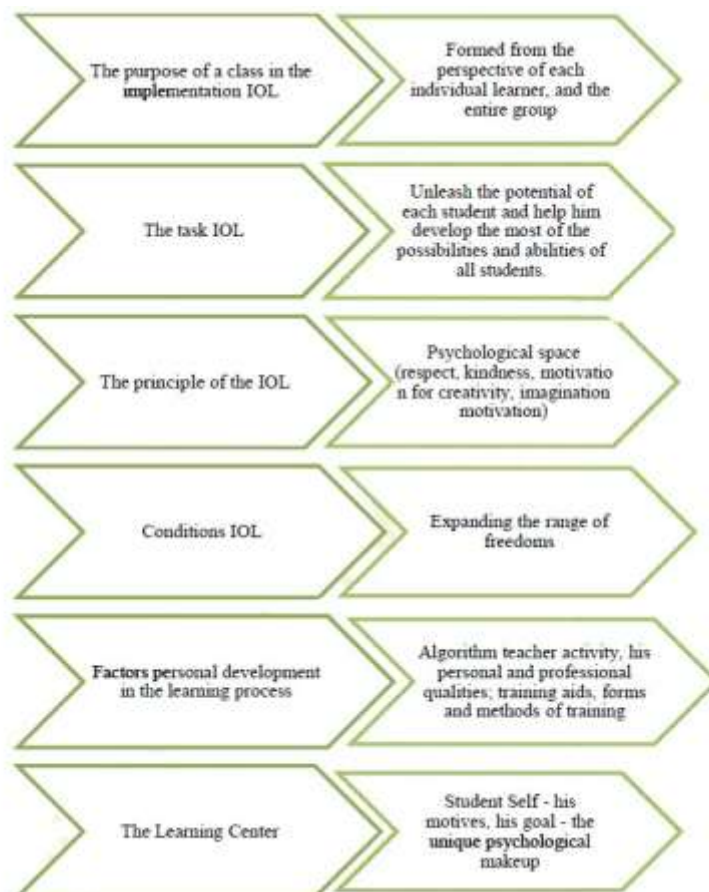 The purpose of a class in the
implementation IOL
Formed from the
perspective of each
individual learner, and the
entire group
The task IOL
Unleash the potential of
each student and help him
develop the most of the
possibilities and abilities of
all students.
The principle of the IOL
Psychological space
(respect, kindness, motivatio
n for creativity, imagination
motivation)
Conditions IOL
Expanding the range of
freedoms
Factors personal development
in the learning process
Algorithm teacher activity, his
personal and professional
qualities; training aids, forms
and methods of training
The Learning Center
Student Self - his
motives, his goal - the
unique psychological
makeup